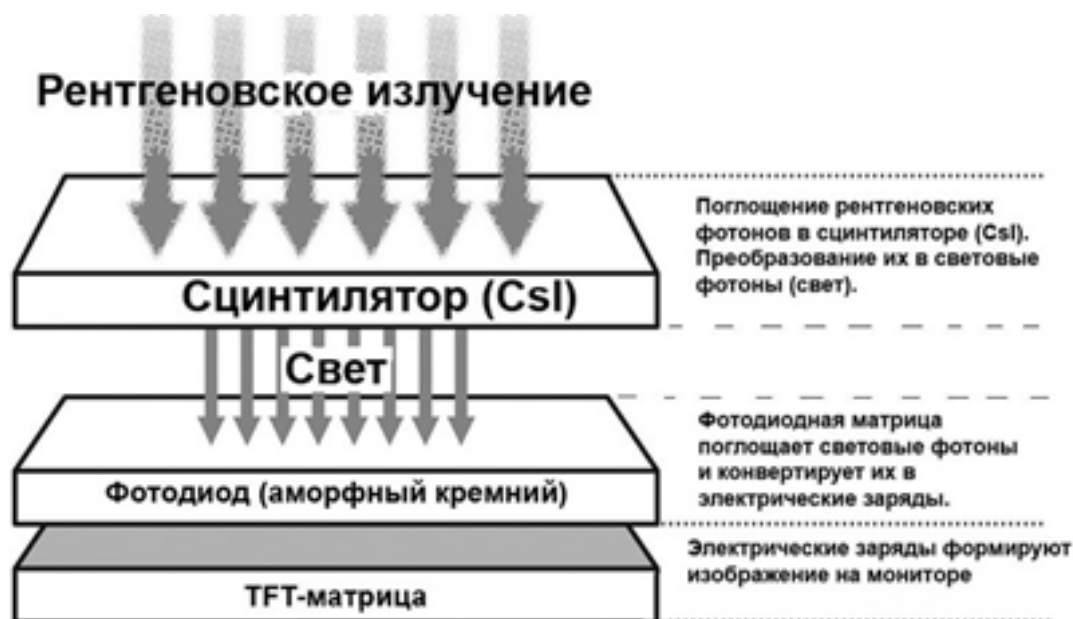 Рентгеновское излучение
Поглощение рентгеновских
фотонов в сцинтиляторе (CsI).
Преобразование их в световые
фотоны (свет).
Сцинтилятор (CsI)
Свет
Фотодиодная матрица
поглощает световые фотоны
и конвертирует их в
электрические заряды.
Фотодиод (аморфный кремний)
Электрические заряды формируют
изображение на мониторе
TFT-матрица